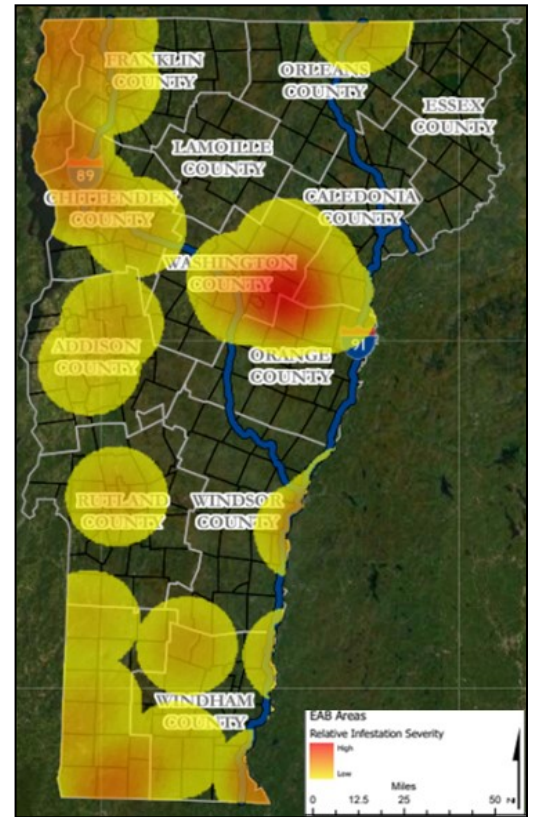 FRANKLIN
COUNTY
ORLEANS
COUNTY
ESSEX
COUNTY
LAMOILLE
COUNTY
89
CHITTENDEN
COUNTY
CALEDONIA
COUNTY
WASHINGTON
COUNTY
91
ADDISON
COUNTY
ORANGE
COUNTY
RUTLAND
COUNTY
WINDSOR
COUNTY
WINDHAM
COUNTY
EAB Areas
Relative Infestation Severity
High
Low
Miles
0 12.5 25 50 N